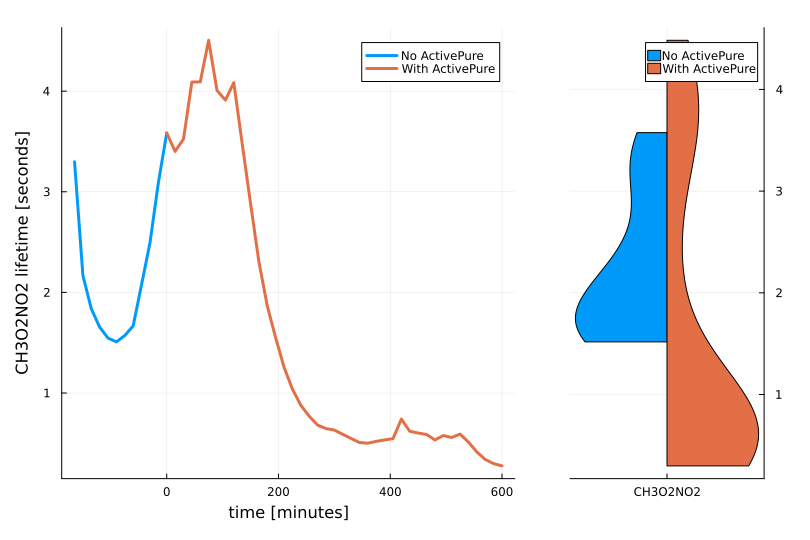 CH3O2NO2 lifetime [seconds]
4
3
2
1
0
200
400
600
time [minutes]
No ActivePure
With ActivePure
No ActivePure
With ActivePure
4
3
2
1
CH3O2NO2